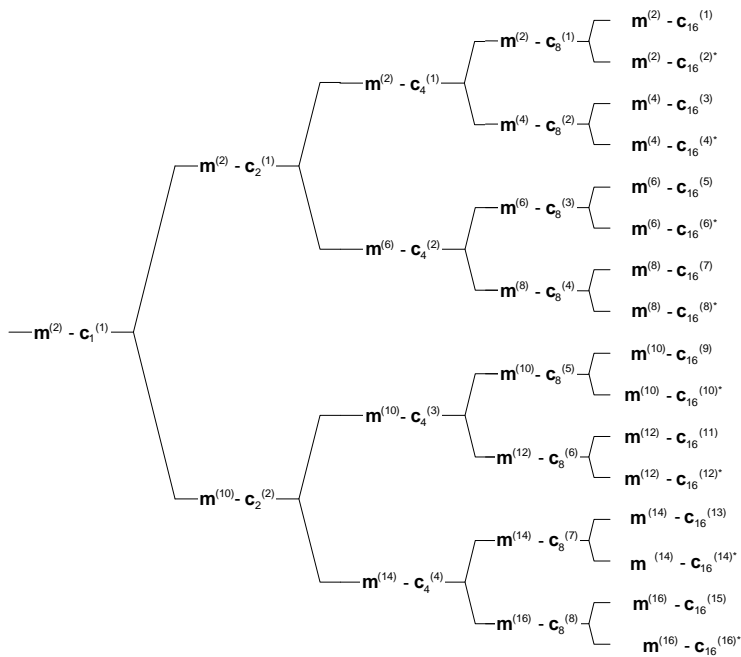 m⁽²⁾ - c₁₆⁽¹⁾
m⁽²⁾ - c₈⁽¹⁾
m⁽²⁾ - c₁₆⁽²⁾*
m⁽²⁾ - c₄⁽¹⁾
m⁽⁴⁾ - c₁₆⁽³⁾
m⁽⁴⁾ - c₈⁽²⁾
m⁽⁴⁾ - c₁₆⁽⁴⁾*
m⁽²⁾ - c₂⁽¹⁾
m⁽⁶⁾ - c₁₆⁽⁵⁾
m⁽⁶⁾ - c₈⁽³⁾
m⁽⁶⁾ - c₁₆⁽⁶⁾*
m⁽⁶⁾ - c₄⁽²⁾
m⁽⁸⁾ - c₁₆⁽⁷⁾
m⁽⁸⁾ - c₈⁽⁴⁾
m⁽⁸⁾ - c₁₆⁽⁸⁾*
m⁽²⁾ - c₁⁽¹⁾
m⁽¹⁰⁾ - c₁₆⁽⁹⁾
m⁽¹⁰⁾ - c₈⁽⁵⁾
m⁽¹⁰⁾ - c₁₆⁽¹⁰⁾*
m⁽¹⁰⁾ - c₄⁽³⁾
m⁽¹²⁾ - c₁₆⁽¹¹⁾
m⁽¹²⁾ - c₈⁽⁶⁾
m⁽¹²⁾ - c₁₆⁽¹²⁾*
m⁽¹⁰⁾ - c₂⁽²⁾
m⁽¹⁴⁾ - c₁₆⁽¹³⁾
m⁽¹⁴⁾ - c₈⁽⁷⁾
m ⁽¹⁴⁾ - c₁₆⁽¹⁴⁾*
m⁽¹⁴⁾ - c₄⁽⁴⁾
m⁽¹⁶⁾ - c₁₆⁽¹⁵⁾
m⁽¹⁶⁾ - c₈⁽⁸⁾
m⁽¹⁶⁾ - c₁₆⁽¹⁶⁾*